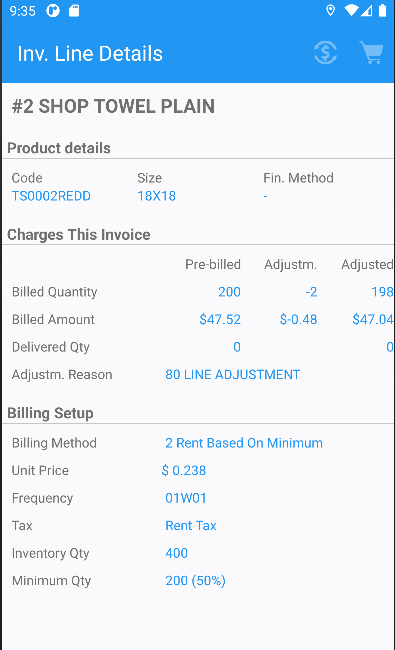 9:35
Inv. Line Details
#2 SHOP TOWEL PLAIN
Product details
Code Size Fin. Method
TS0002REDD 18X18 -
Charges This Invoice
Pre-billed Adjustm. Adjusted
Billed Quantity 200 -2 198
Billed Amount $47.52 $-0.48 $47.04
Delivered Qty 0 0
Adjustm. Reason 80 LINE ADJUSTMENT
Billing Setup
Billing Method 2 Rent Based On Minimum
Unit Price $ 0.238
Frequency 01W01
Tax Rent Tax
Inventory Qty 400
Minimum Qty 200 (50%)